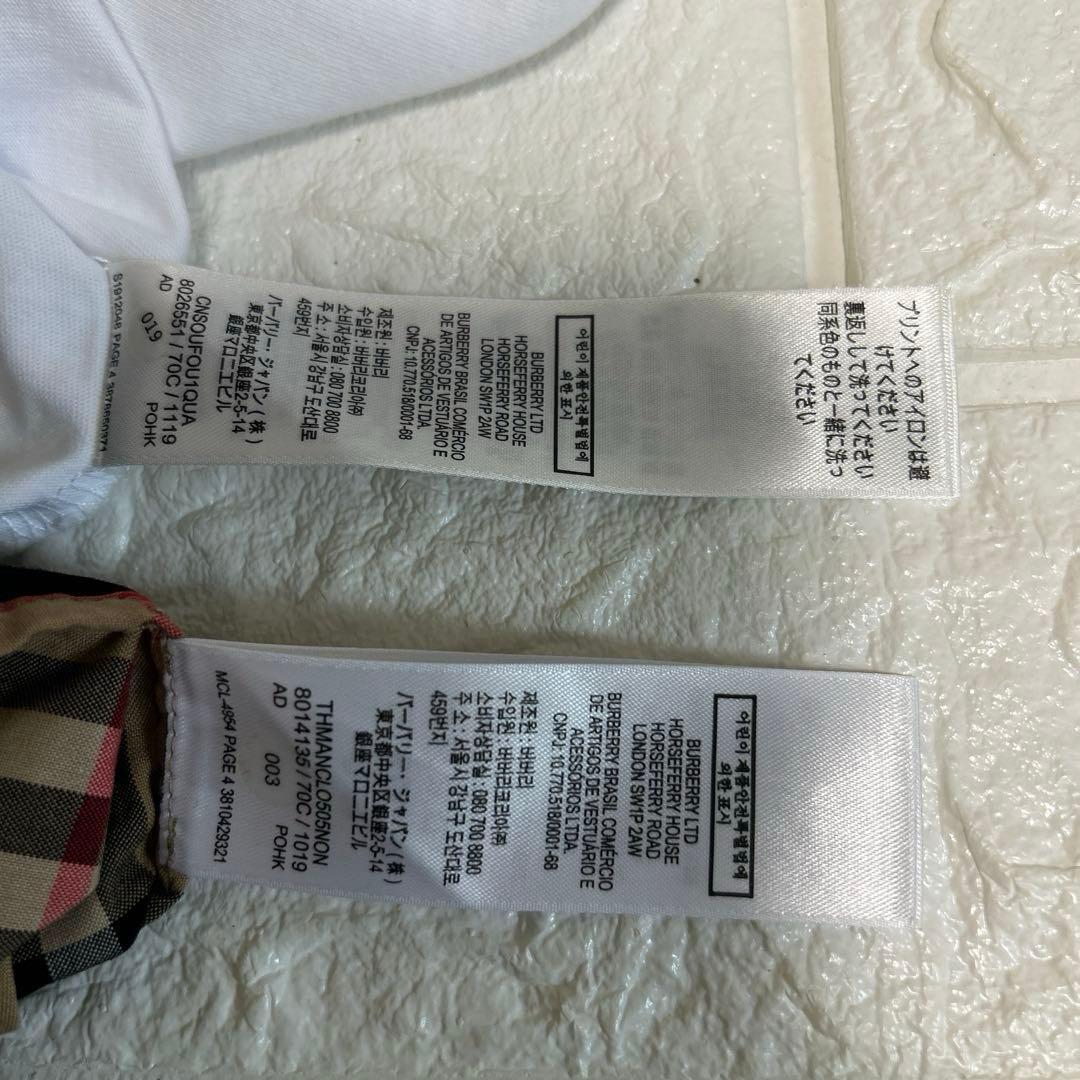 プリントへのアイロンは避
けてください
裏返しして洗ってください
同系色のものと一緒に洗っ
てください
어린이 제품안전특별법에
의한 표시
BURBERRY LTD
HORSEFERRY HOUSE
HORSEFERRY ROAD
LONDON SW1P 2AW
BURBERRY BRASIL COMÉRCIO
DE ARTIGOS DE VESTUÁRIO E
ACESSÓRIOS LTDA.
CNPJ: 10.770.518/0001-68
제조원 : 버버리
수입원 : 버버리코리아㈜
소비자상담실 : 080 700 8800
주 소 : 서울시 강남구 도산대로
459번지
バーバリー・ジャパン(株)
東京都中央区銀座2-5-14
銀座マロニエビル
CNSOUFOU1QUA
8026551 / 70C / 1119
AD 019 POHK
S1912048 PAGE 4
어린이 제품안전특별법에
의한 표시
BURBERRY LTD
HORSEFERRY HOUSE
HORSEFERRY ROAD
LONDON SW1P 2AW
BURBERRY BRASIL COMÉRCIO
DE ARTIGOS DE VESTUÁRIO E
ACESSÓRIOS LTDA.
CNPJ: 10.770.518/0001-68
제조원 : 버버리
수입원 : 버버리코리아㈜
소비자상담실 : 080 700 8800
주 소 : 서울시 강남구 도산대로
459번지
バーバリー・ジャパン(株)
東京都中央区銀座2-5-14
銀座マロニエビル
THMANCLO505NON
8014135 / 70C / 1019
AD 003 POHK
MCL-4954 PAGE 4 3810429321